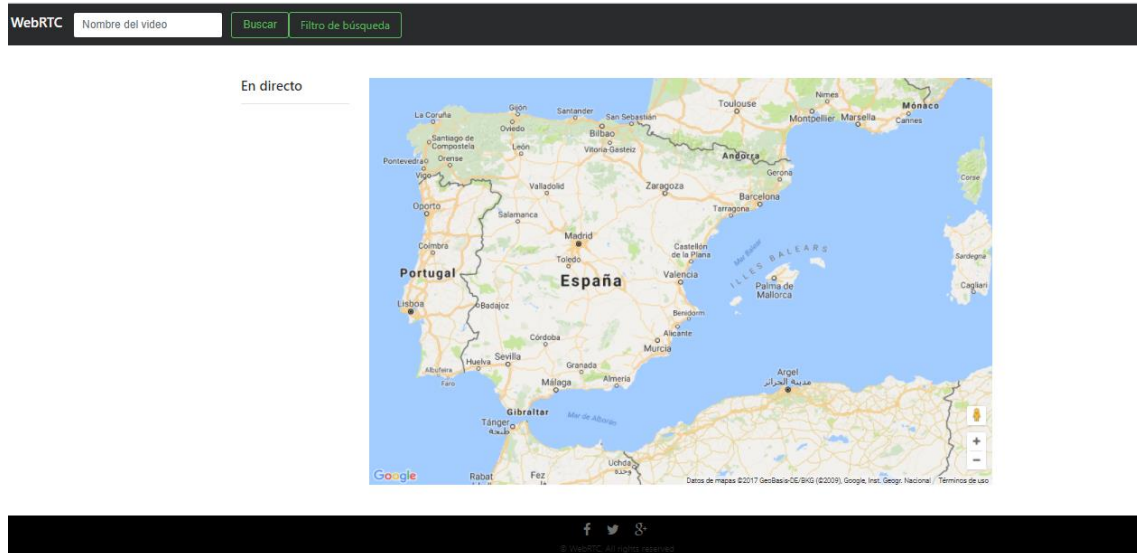 WebRTC
Nombre del video
Buscar
Filtro de búsqueda
En directo
Nimes
Toulouse
Mónaco
Montpellier
Marsella
Cannes
La Coruña
Gijón
Santander
San Sebastián
Oviedo
Bilbao
Santiago de
Compostela
León
Vitoria-Gasteiz
Andorra
Pontevedra
Orense
Vigo
Gerona
Corse
Valladolid
Zaragoza
Barcelona
Oporto
Salamanca
Tarragona
Madrid
Coimbra
Castellón
de la Plana
Mar Balear
ILLES BALEARS
Toledo
Sardegna
Portugal
España
Valencia
Palma de
Mallorca
Cagliari
Lisboa
Badajoz
Benidorm
Alicante
Córdoba
Murcia
Huelva
Sevilla
Albufeira
Granada
Faro
Málaga
Almería
Argel
مدينة الجزائر
Gibraltar
Mar de Alborán
Tánger
طنجة
Uchda
وجدة
Rabat
Fez
Google
Datos de mapas ©2017 GeoBasis-DE/BKG (©2009), Google, Inst. Geogr. Nacional
Términos de uso
© WebRTC. All rights reserved